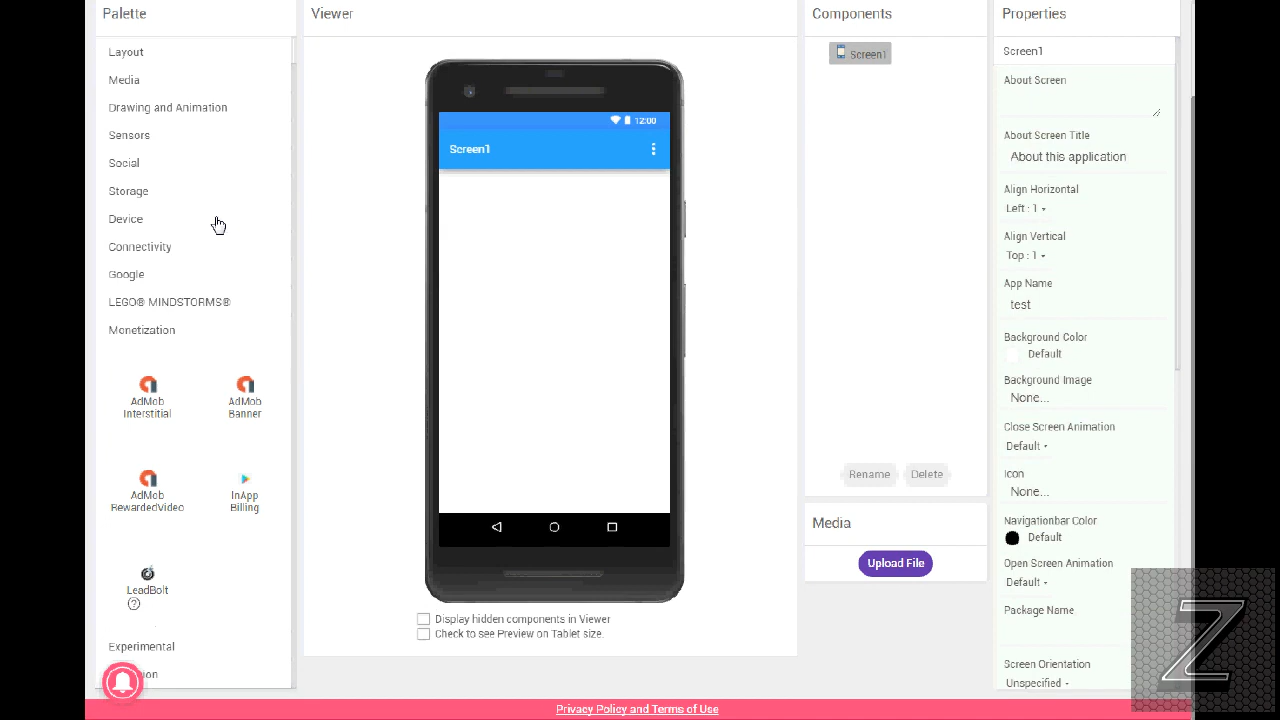 Palette
Layout
Media
Drawing and Animation
Sensors
Social
Storage
Device
Connectivity
Google
LEGO® MINDSTORMS®
Monetization
AdMob
Interstitial
AdMob
Banner
AdMob
RewardedVideo
InApp
Billing
LeadBolt
?
Experimental
Viewer
12:00
Screen1
Display hidden components in Viewer
Check to see Preview on Tablet size.
Components
Screen1
Rename
Delete
Media
Upload File
Properties
Screen1
About Screen
About Screen Title
About this application
Align Horizontal
Left : 1
Align Vertical
Top : 1
App Name
test
Background Color
Default
Background Image
None...
Close Screen Animation
Default
Icon
None...
Navigationbar Color
Default
Open Screen Animation
Default
Package Name
Screen Orientation
Unspecified
Z
Privacy Policy and Terms of Use